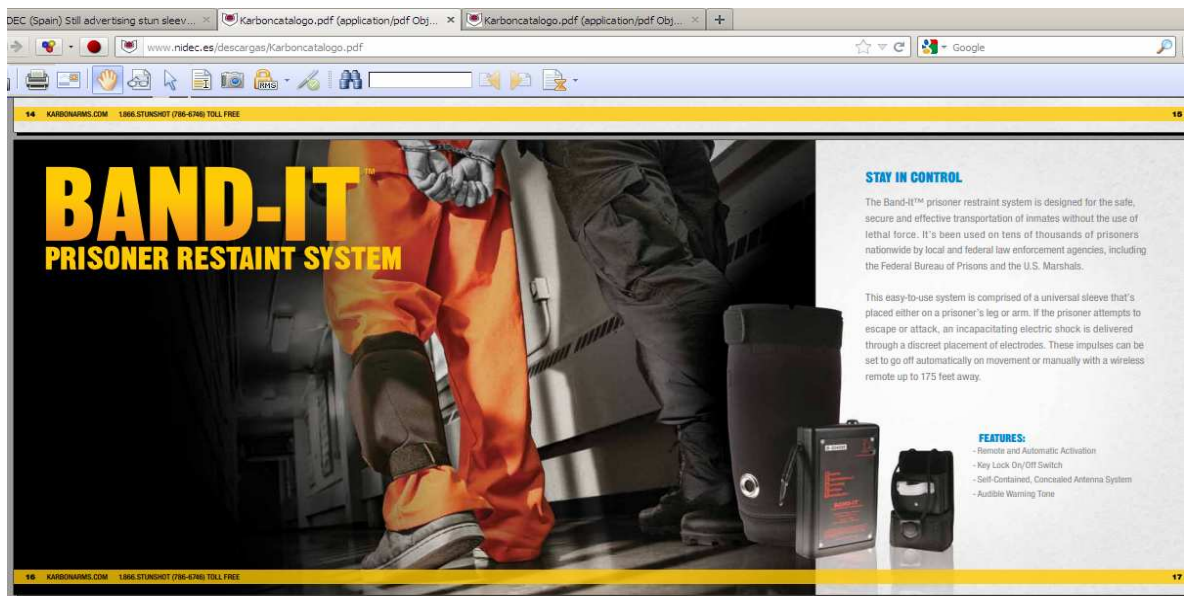 DEC (Spain) Still advertising stun sleev...
Karboncatalogo.pdf (application/pdf Obj...
Karboncatalogo.pdf (application/pdf Obj...
www.nidec.es/descargas/Karboncatalogo.pdf
Google
RMG
14 KARBONARMS.COM 1.866.STUNSHOT (786-6746) TOLL FREE
15
BAND-IT™
PRISONER RESTAINT SYSTEM
STAY IN CONTROL
The Band-It™ prisoner restraint system is designed for the safe,
secure and effective transportation of inmates without the use of
lethal force. It's been used on tens of thousands of prisoners
nationwide by local and federal law enforcement agencies, including
the Federal Bureau of Prisons and the U.S. Marshals.
This easy-to-use system is comprised of a universal sleeve that's
placed either on a prisoner's leg or arm. If the prisoner attempts to
escape or attack, an incapacitating electric shock is delivered
through a discreet placement of electrodes. These impulses can be
set to go off automatically on movement or manually with a wireless
remote up to 175 feet away.
FEATURES:
- Remote and Automatic Activation
- Key Lock On/Off Switch
- Self-Contained, Concealed Antenna System
- Audible Warning Tone
BAND-IT
16 KARBONARMS.COM 1.866.STUNSHOT (786-6746) TOLL FREE
17